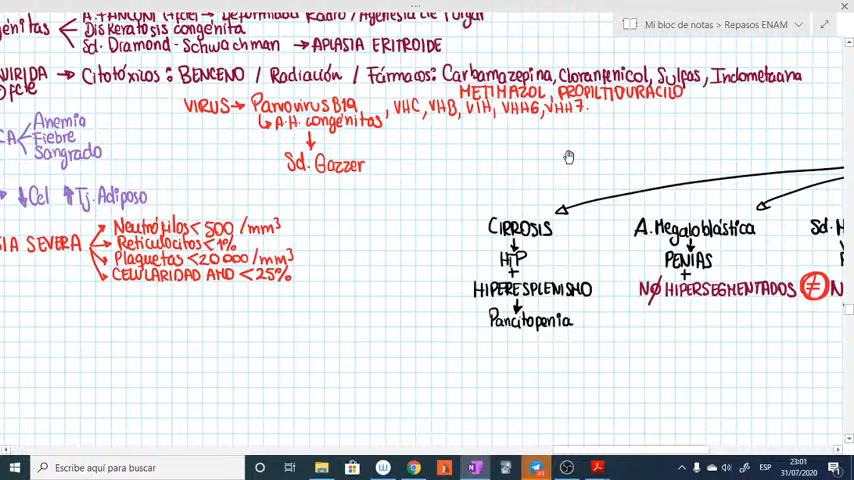 Mi bloc de notas > Repasos ENAM
Diskeratosis congénita
Sd. Diamond-Schwachman → APLASIA ERITROIDE
→ Citotóxicos: BENCENO / Radiación / Fármacos: Carbamazepina, Cloranfenicol, Sulfas, Indometacina
METIMAZOL, PROPILTIOURACILO
VIRUS → Parvovirus B19, VHC, VHB, VIH, VHH6, VHH7.
↳ A.H. congénitas
↓
Sd. Gozzer
Anemia
Fiebre
Sangrado
↓ Cel ↑ Tj. Adiposo
SIA SEVERA
Neutrófilos < 500 /mm³
Reticulocitos < 1%
Plaquetas < 20 000 /mm³
CELULARIDAD AMO < 25%
CIRROSIS
↓
HTP
+
HIPERESPLENISMO
↓
Pancitopenia
A. Megaloblástica
↓
PENIAS
+
NØ HIPERSEGMENTADOS ≠ N
Escribe aquí para buscar
ESP
23:01
31/07/2020